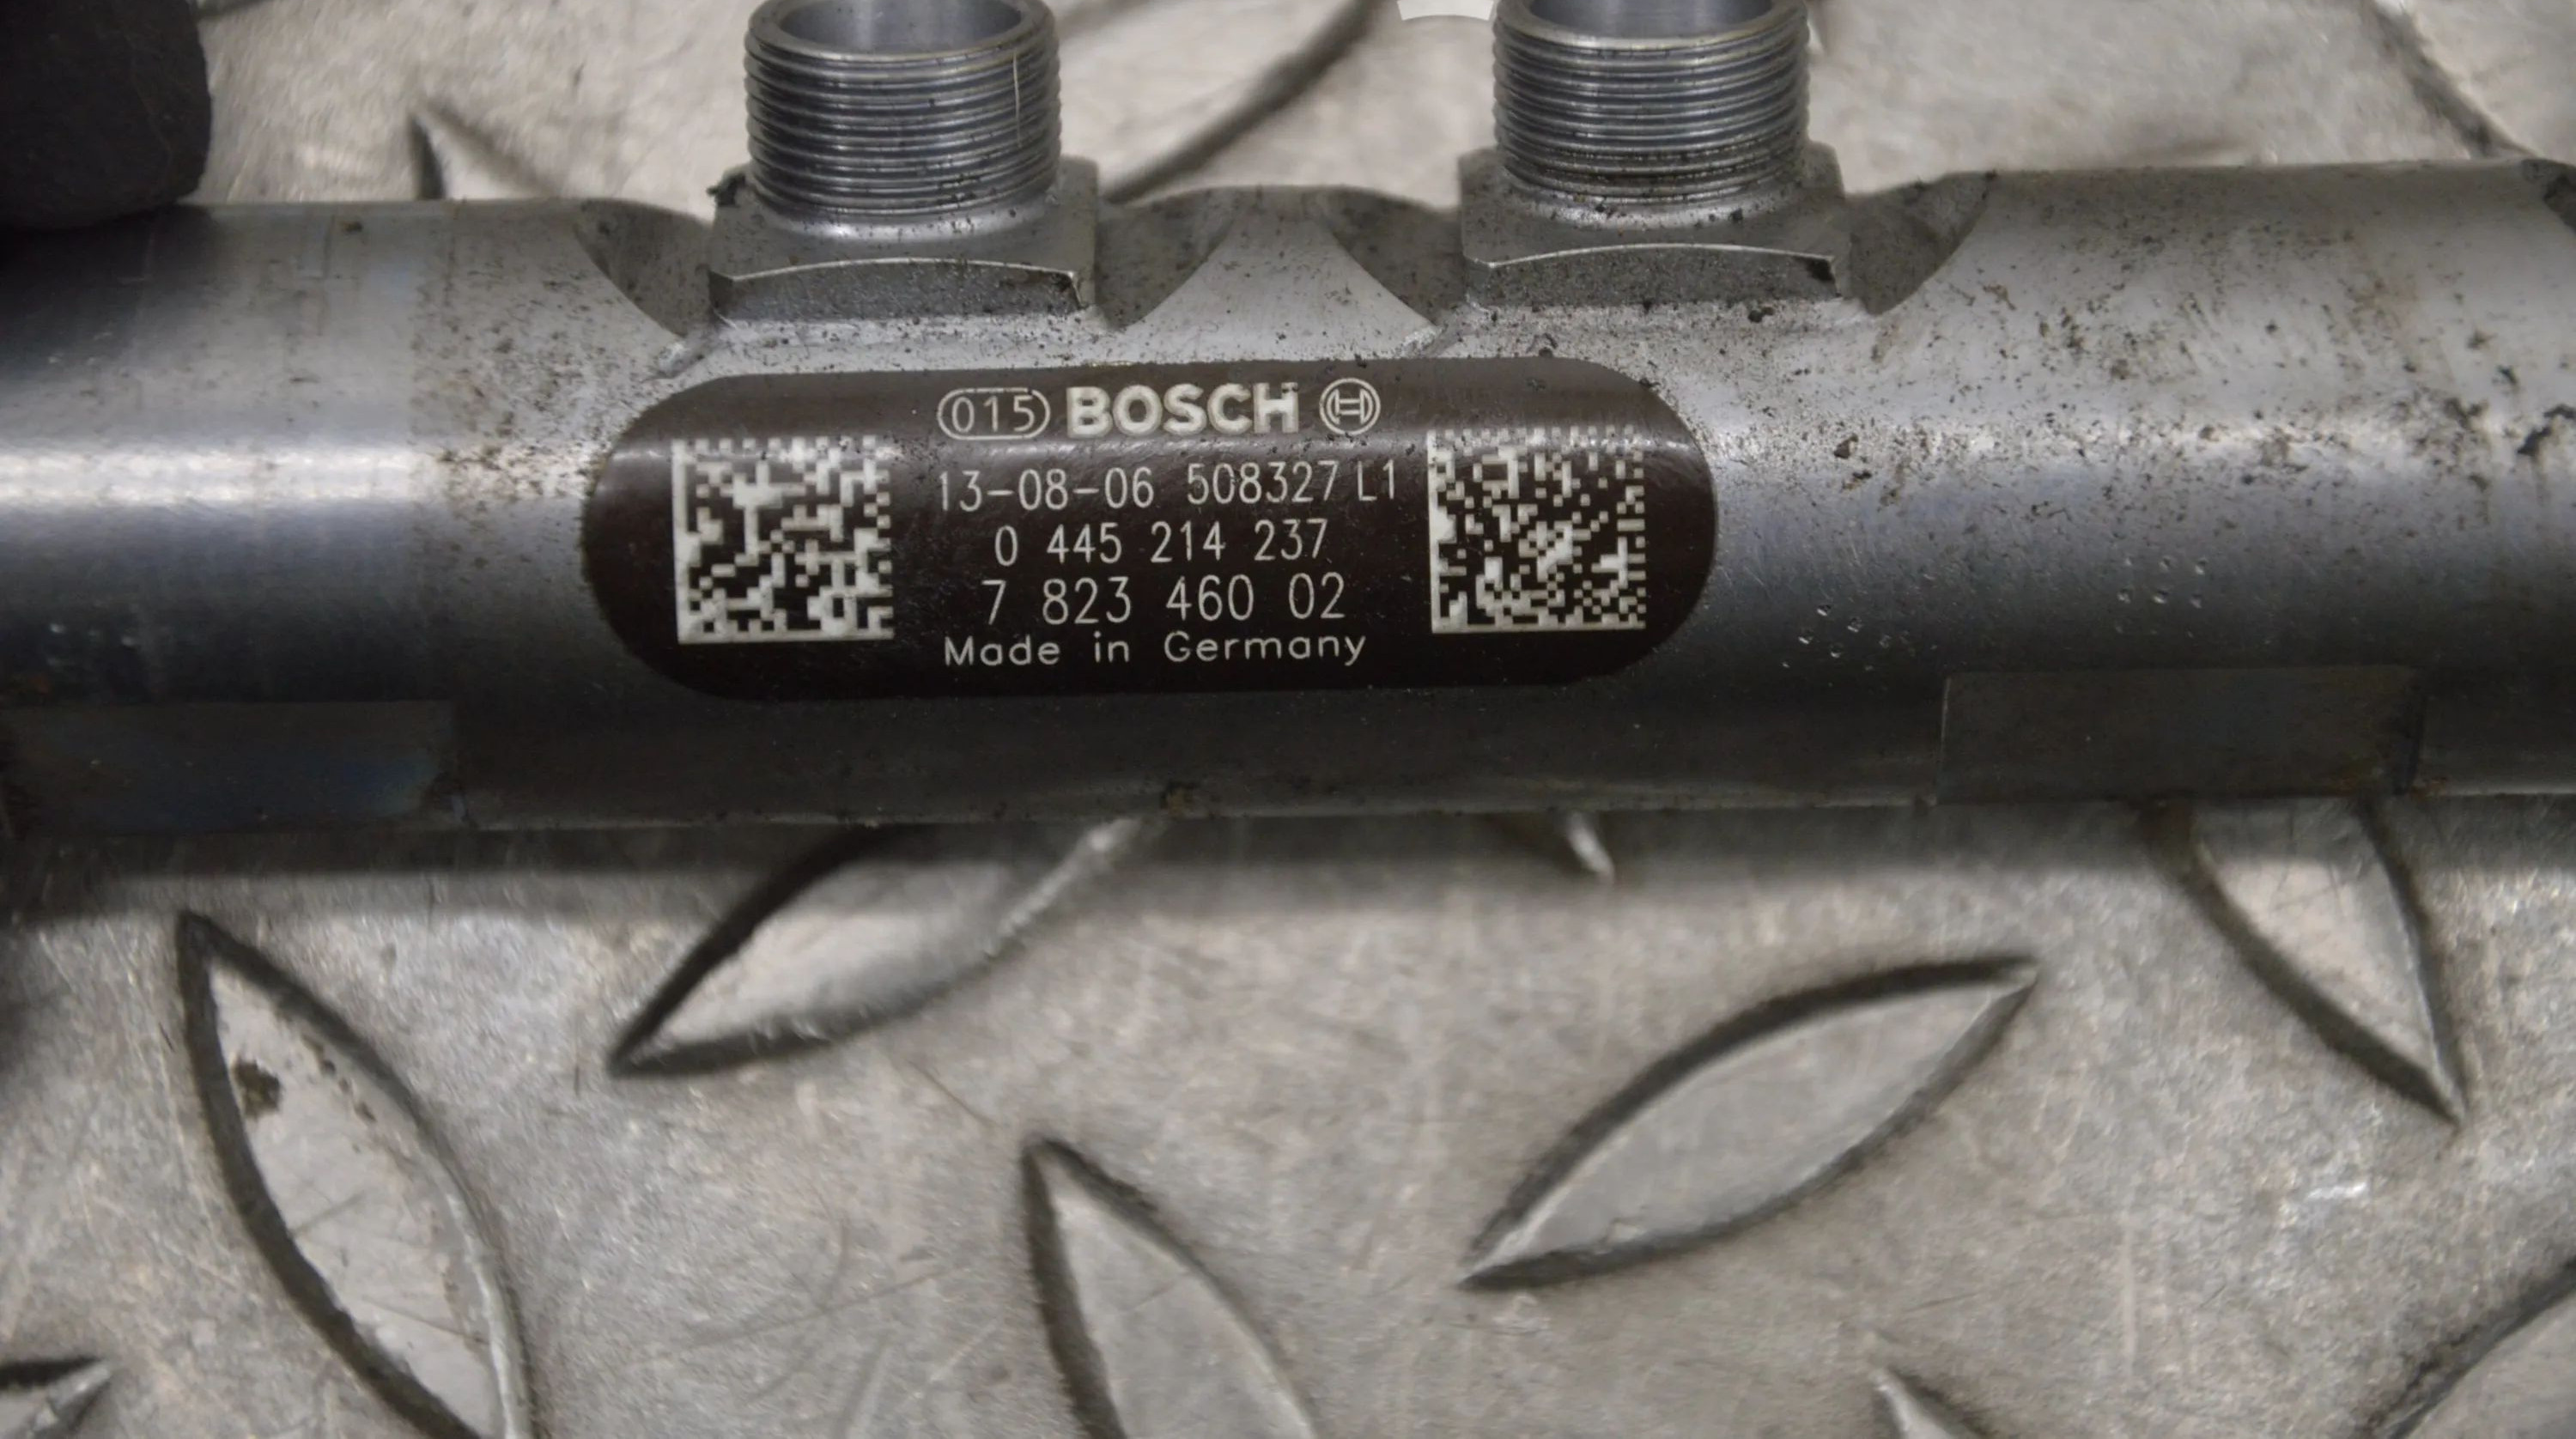 015 BOSCH
13-08-06 508327 L1
0 445 214 237
7 823 460 02
Made in Germany